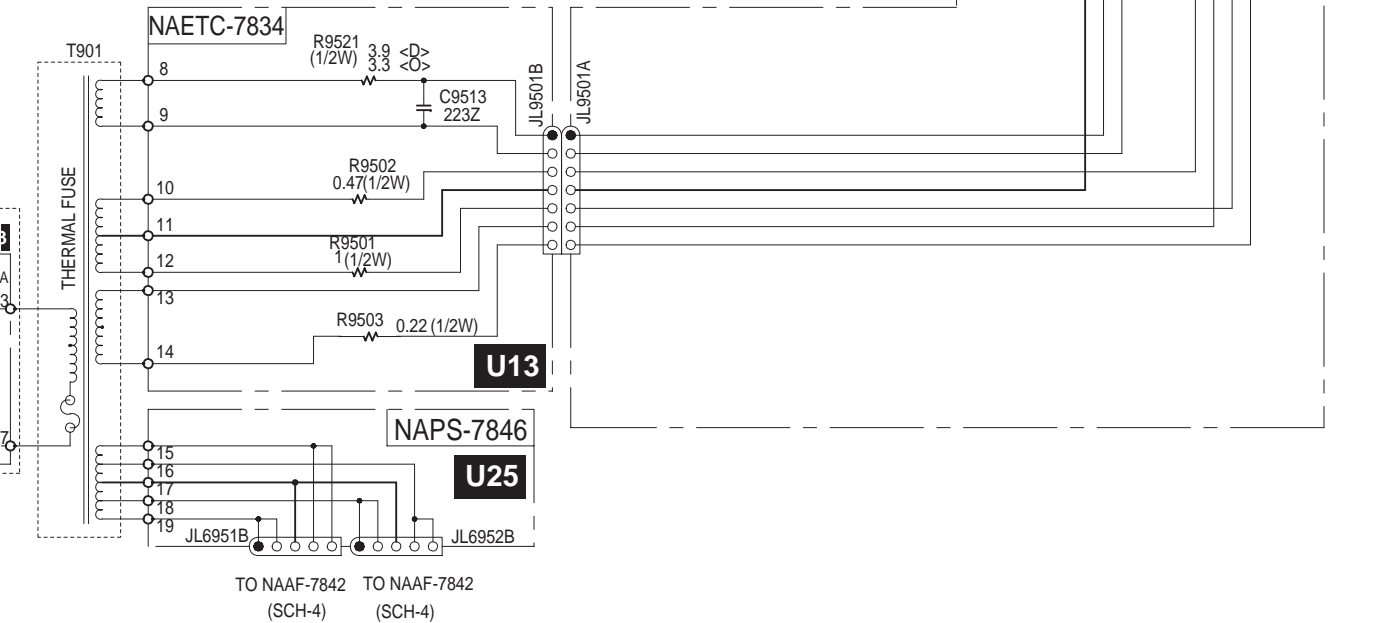 NAETC-7834
T901
R9521
(1/2W)
3.9 <D>
3.3 <O>
8
C9513
223Z
9
JL9501B
JL9501A
THERMAL FUSE
R9502
0.47(1/2W)
10
11
R9501
1(1/2W)
12
13
A
3
R9503
0.22 (1/2W)
14
U13
NAPS-7846
7
15
16
U25
17
18
19
JL6951B
JL6952B
TO NAAF-7842
(SCH-4)
TO NAAF-7842
(SCH-4)